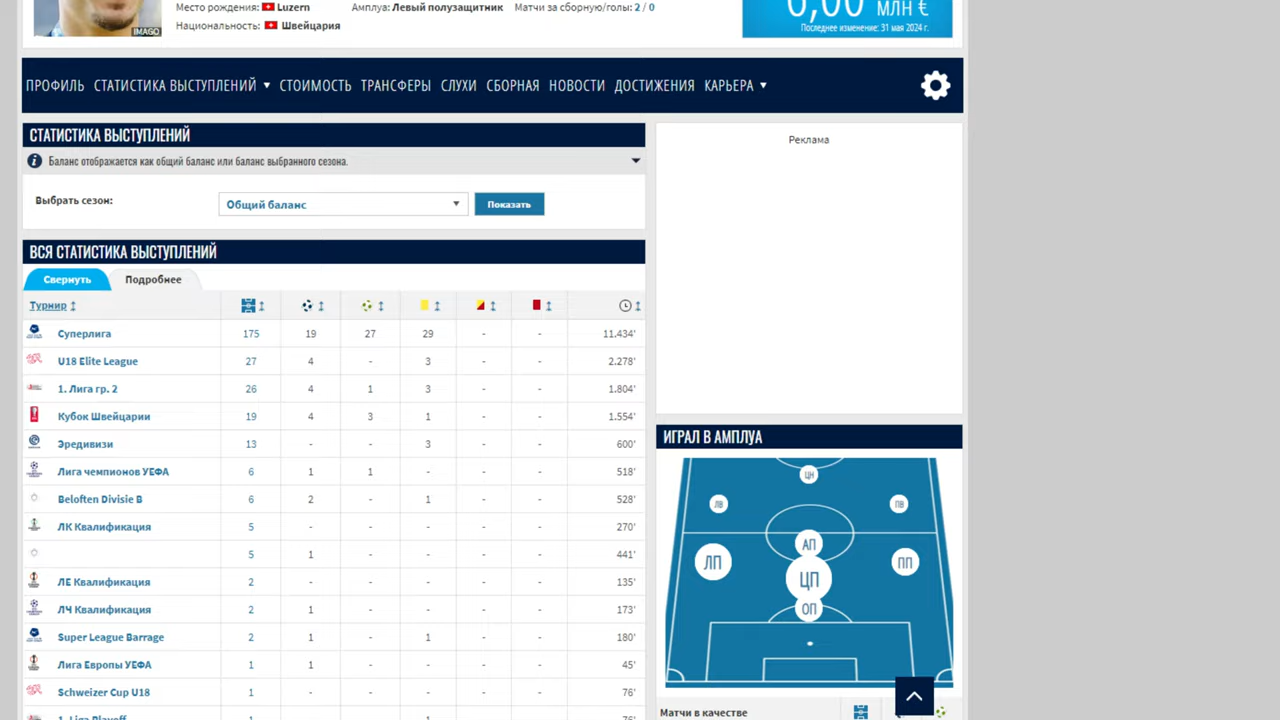 Место рождения: Luzern
Национальность: Швейцария
Амплуа: Левый полузащитник
Матчи за сборную/голы: 2 / 0
МЛН €
Последнее изменение: 31 мая 2024 г.
IMAGO
ПРОФИЛЬ СТАТИСТИКА ВЫСТУПЛЕНИЙ СТОИМОСТЬ ТРАНСФЕРЫ СЛУХИ СБОРНАЯ НОВОСТИ ДОСТИЖЕНИЯ КАРЬЕРА
СТАТИСТИКА ВЫСТУПЛЕНИЙ
Баланс отображается как общий баланс или баланс выбранного сезона.
Выбрать сезон: Общий баланс Показать
ВСЯ СТАТИСТИКА ВЫСТУПЛЕНИЙ
Свернуть Подробнее
Турнир
Суперлига 175 19 27 29 - - 11.434'
U18 Elite League 27 4 - 3 - - 2.278'
1. Лига гр. 2 26 4 1 3 - - 1.804'
Кубок Швейцарии 19 4 3 1 - - 1.554'
Эредивизи 13 - - 3 - - 600'
Лига чемпионов УЕФА 6 1 1 - - - 518'
Beloften Divisie B 6 2 - 1 - - 528'
ЛК Квалификация 5 - - - - - 270'
5 1 - - - - 441'
ЛЕ Квалификация 2 - - - - - 135'
ЛЧ Квалификация 2 1 - - - - 173'
Super League Barrage 2 1 - 1 - - 180'
Лига Европы УЕФА 1 1 - - - - 45'
Schweizer Cup U18 1 - - - - - 76'
1. Liga Playoff 1 - - 1 - - 76'
Реклама
ИГРАЛ В АМПЛУА
ЦН
ЛВ ПВ
АП
ЛП ПП
ЦП
ОП
Матчи в качестве